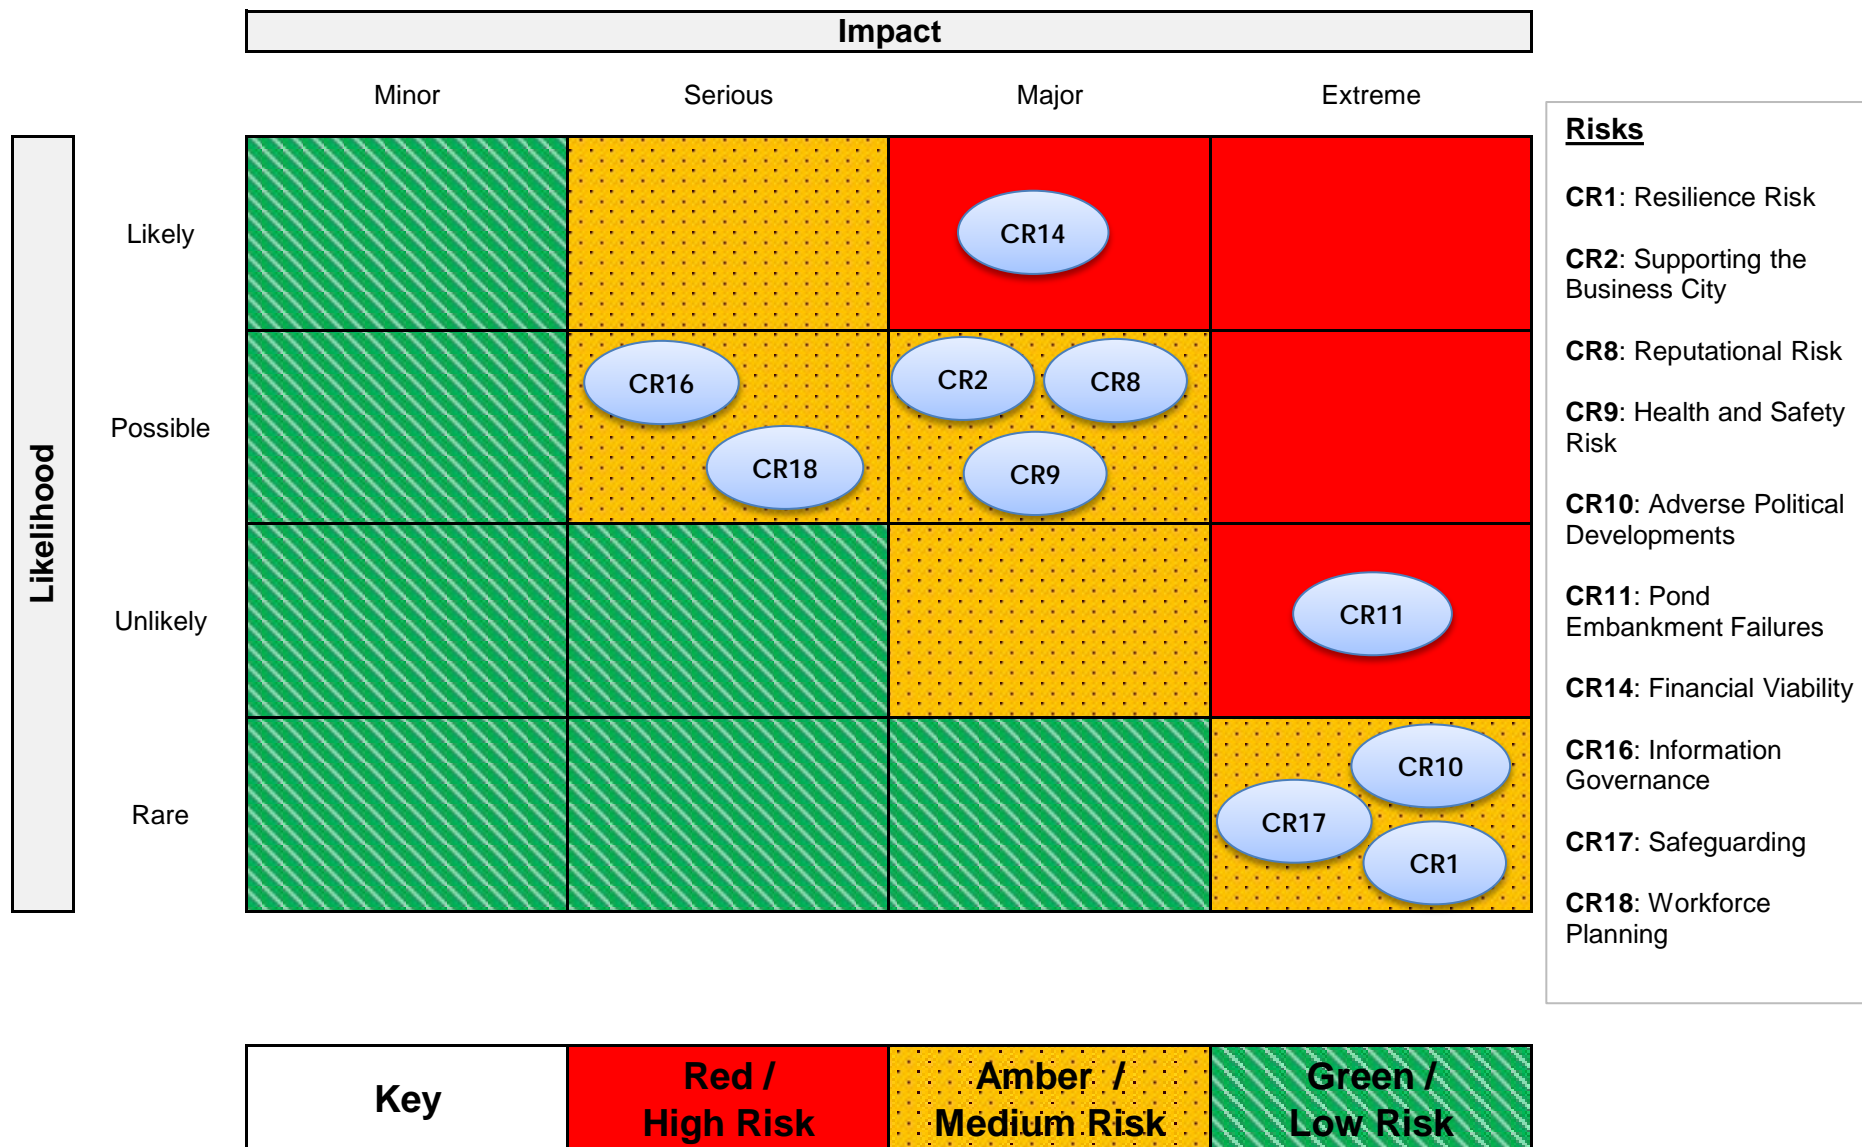 Impact
Minor Serious Major Extreme
Likelihood
Likely
CR14
Possible
CR16
CR18
CR2
CR8
CR9
Unlikely
CR11
Rare
CR10
CR17
CR1
Risks
CR1: Resilience Risk
CR2: Supporting the
Business City
CR8: Reputational Risk
CR9: Health and Safety
Risk
CR10: Adverse Political
Developments
CR11: Pond
Embankment Failures
CR14: Financial Viability
CR16: Information
Governance
CR17: Safeguarding
CR18: Workforce
Planning
Key
Red /
High Risk
Amber /
Medium Risk
Green /
Low Risk